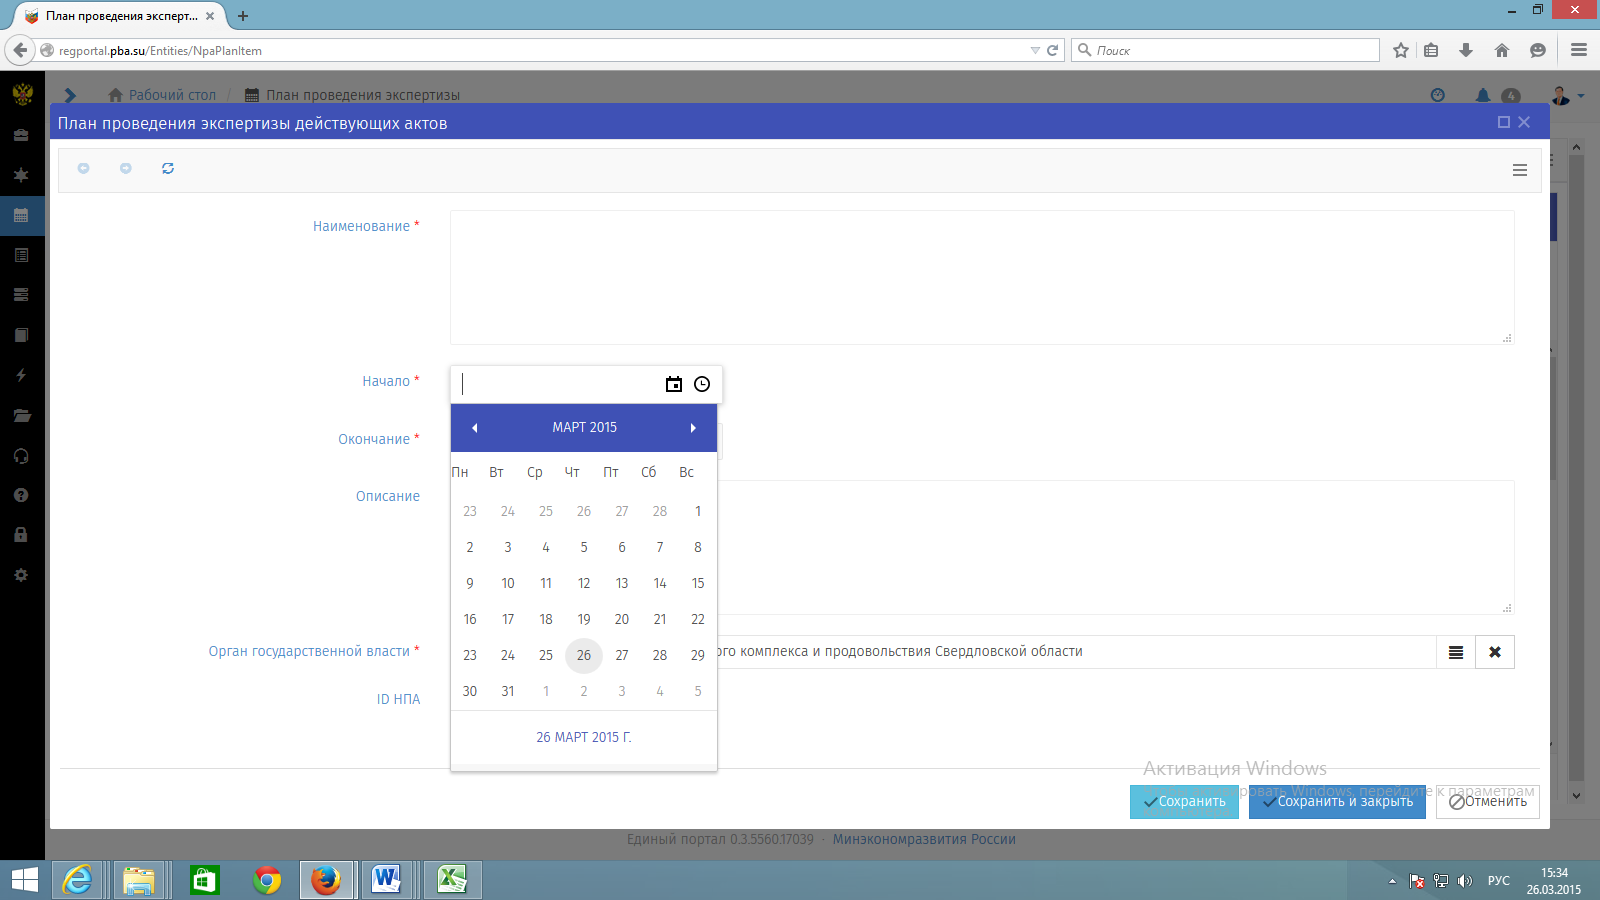 План проведения эксперт...
regportal.pba.su/Entities/NpaPlanItem
Поиск
Рабочий стол / План проведения экспертизы
4
План проведения экспертизы действующих актов
Наименование *
Начало *
МАРТ 2015
Окончание *
Пн Вт Ср Чт Пт Сб Вс
Описание
23 24 25 26 27 28 1
2 3 4 5 6 7 8
9 10 11 12 13 14 15
16 17 18 19 20 21 22
23 24 25 26 27 28 29
30 31 1 2 3 4 5
26 МАРТ 2015 Г.
Орган государственной власти *
ого комплекса и продовольствия Свердловской области
ID НПА
Активация Windows
Windows, перейдите к параметрам
Сохранить
Сохранить и закрыть
Отменить
Единый портал 0.3.5560.17039 · Минэкономразвития России
РУС
15:34
26.03.2015